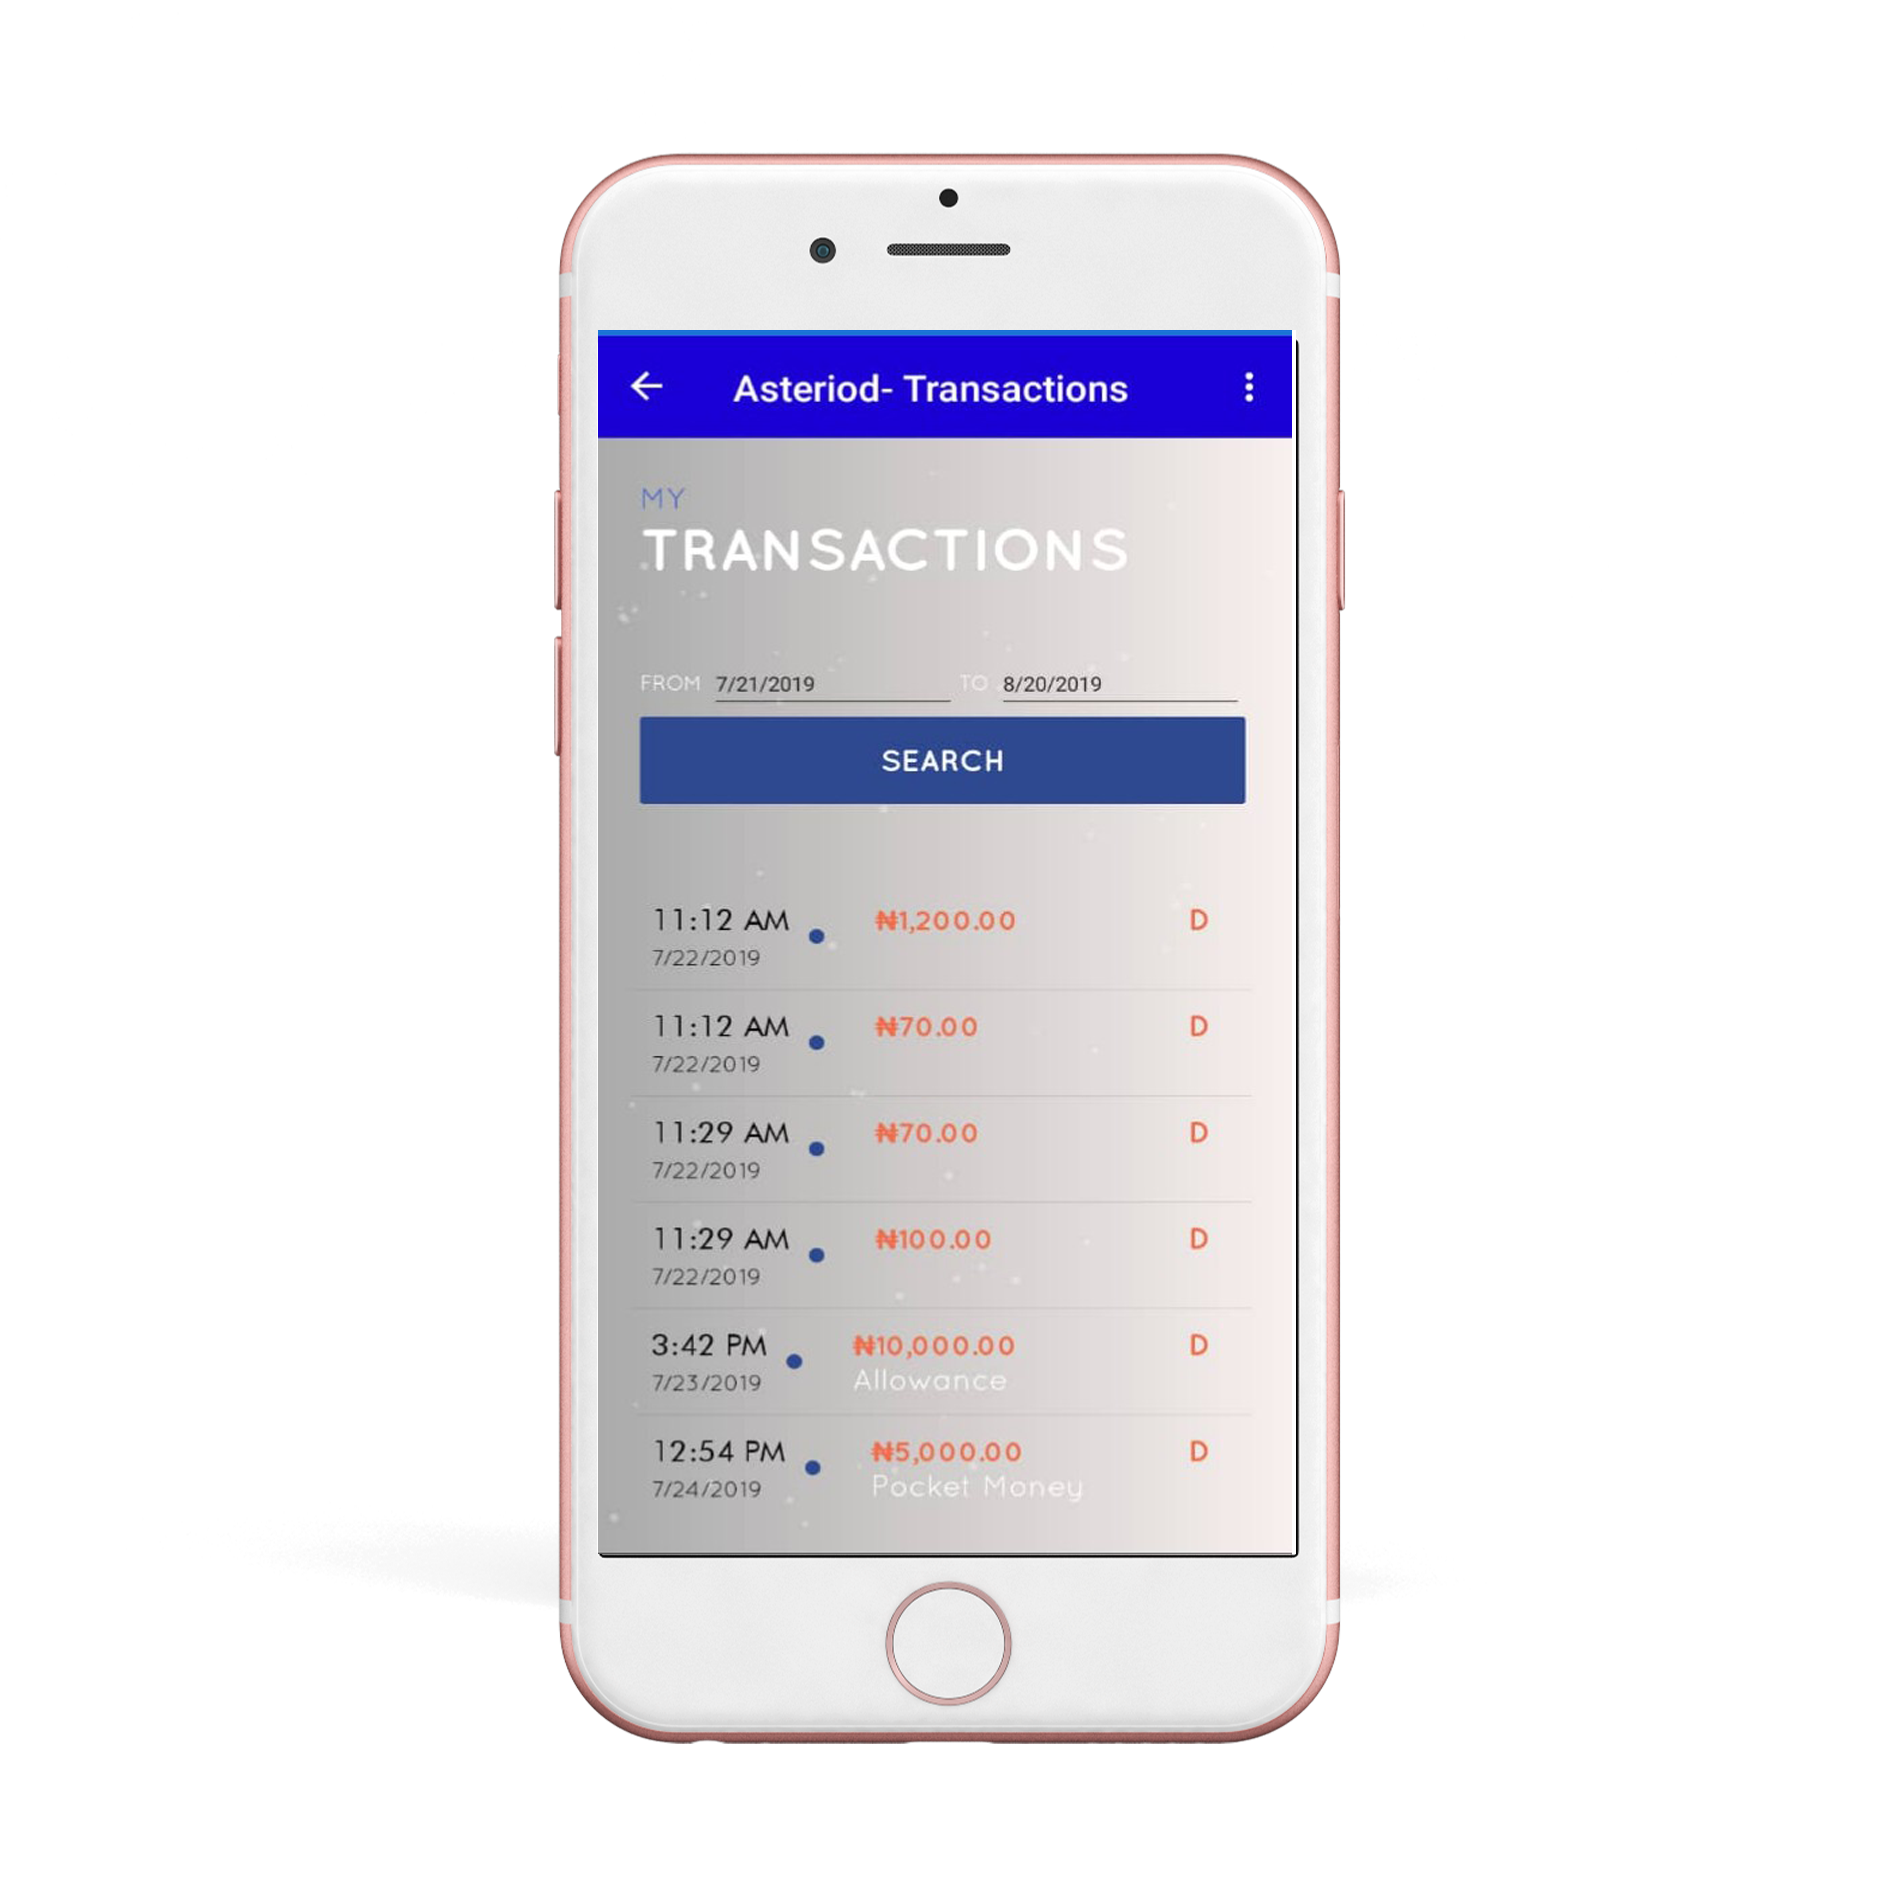 Asteriod- Transactions
MY
TRANSACTIONS
FROM 7/21/2019 TO 8/20/2019
SEARCH
11:12 AM ₦1,200.00 D
7/22/2019
11:12 AM ₦70.00 D
7/22/2019
11:29 AM ₦70.00 D
7/22/2019
11:29 AM ₦100.00 D
7/22/2019
3:42 PM ₦10,000.00 D
7/23/2019 Allowance
12:54 PM ₦5,000.00 D
7/24/2019 Pocket Money